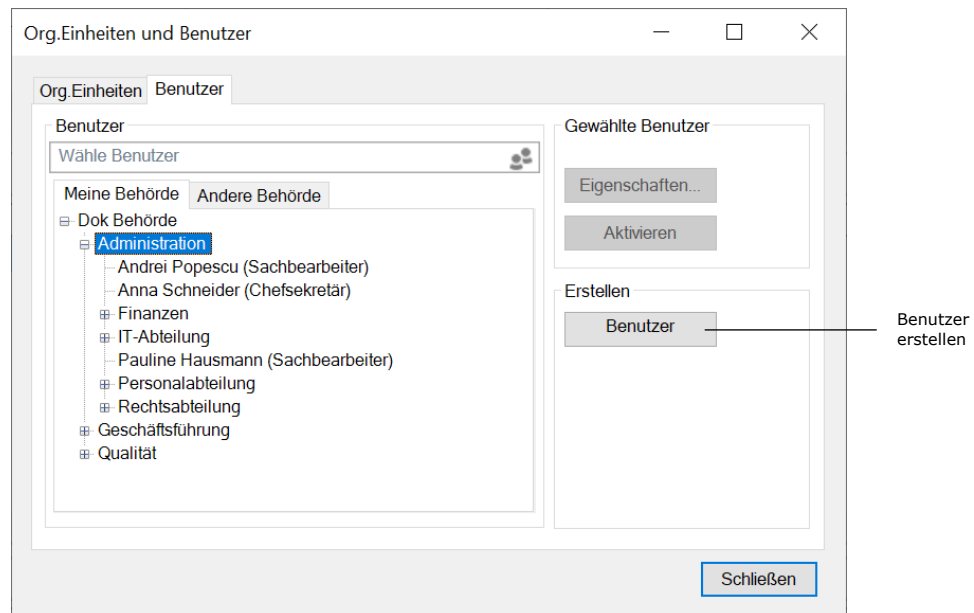 Org.Einheiten und Benutzer
Org.Einheiten Benutzer
Benutzer
Wähle Benutzer
Meine Behörde Andere Behörde
Dok Behörde
Administration
Andrei Popescu (Sachbearbeiter)
Anna Schneider (Chefsekretär)
Finanzen
IT-Abteilung
Pauline Hausmann (Sachbearbeiter)
Personalabteilung
Rechtsabteilung
Geschäftsführung
Qualität
Gewählte Benutzer
Eigenschaften...
Aktivieren
Erstellen
Benutzer
Benutzer
erstellen
Schließen